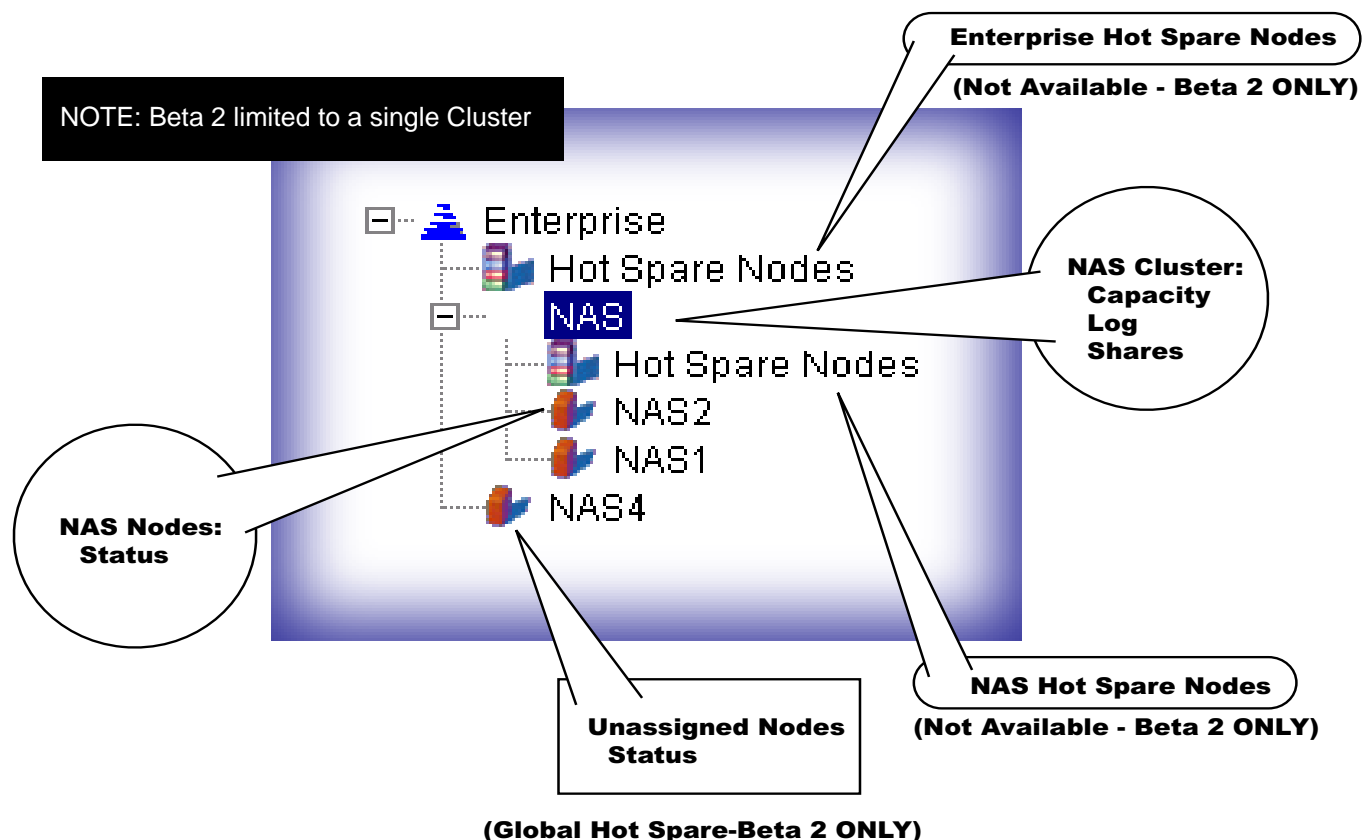 Enterprise Hot Spare Nodes
(Not Available - Beta 2 ONLY)
NOTE: Beta 2 limited to a single Cluster
Enterprise
Hot Spare Nodes
NAS
Hot Spare Nodes
NAS2
NAS1
NAS4
NAS Cluster:
Capacity
Log
Shares
NAS Nodes:
Status
NAS Hot Spare Nodes
(Not Available - Beta 2 ONLY)
Unassigned Nodes
Status
(Global Hot Spare-Beta 2 ONLY)